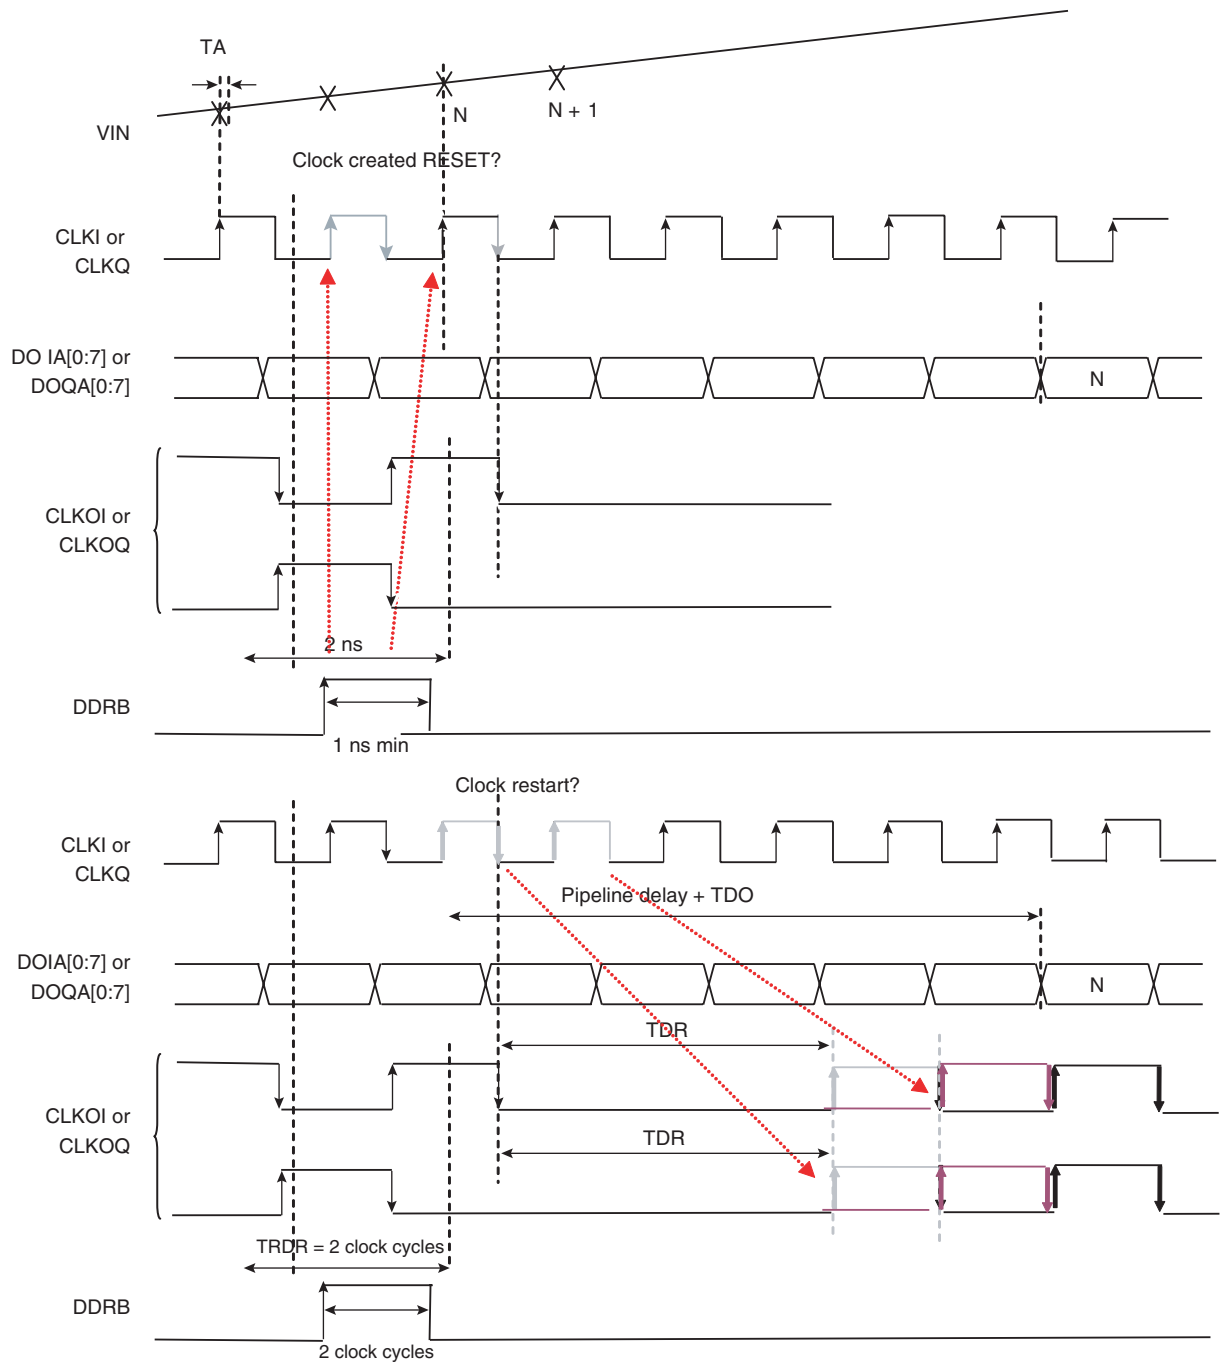 TA
VIN
N
N + 1
Clock created RESET?
CLKI or
CLKQ
DO IA[0:7] or
DOQA[0:7]
N
CLKOI or
CLKOQ
2 ns
DDRB
1 ns min
Clock restart?
CLKI or
CLKQ
Pipeline delay + TDO
DOIA[0:7] or
DOQA[0:7]
N
TDR
CLKOI or
CLKOQ
TDR
TRDR = 2 clock cycles
DDRB
2 clock cycles